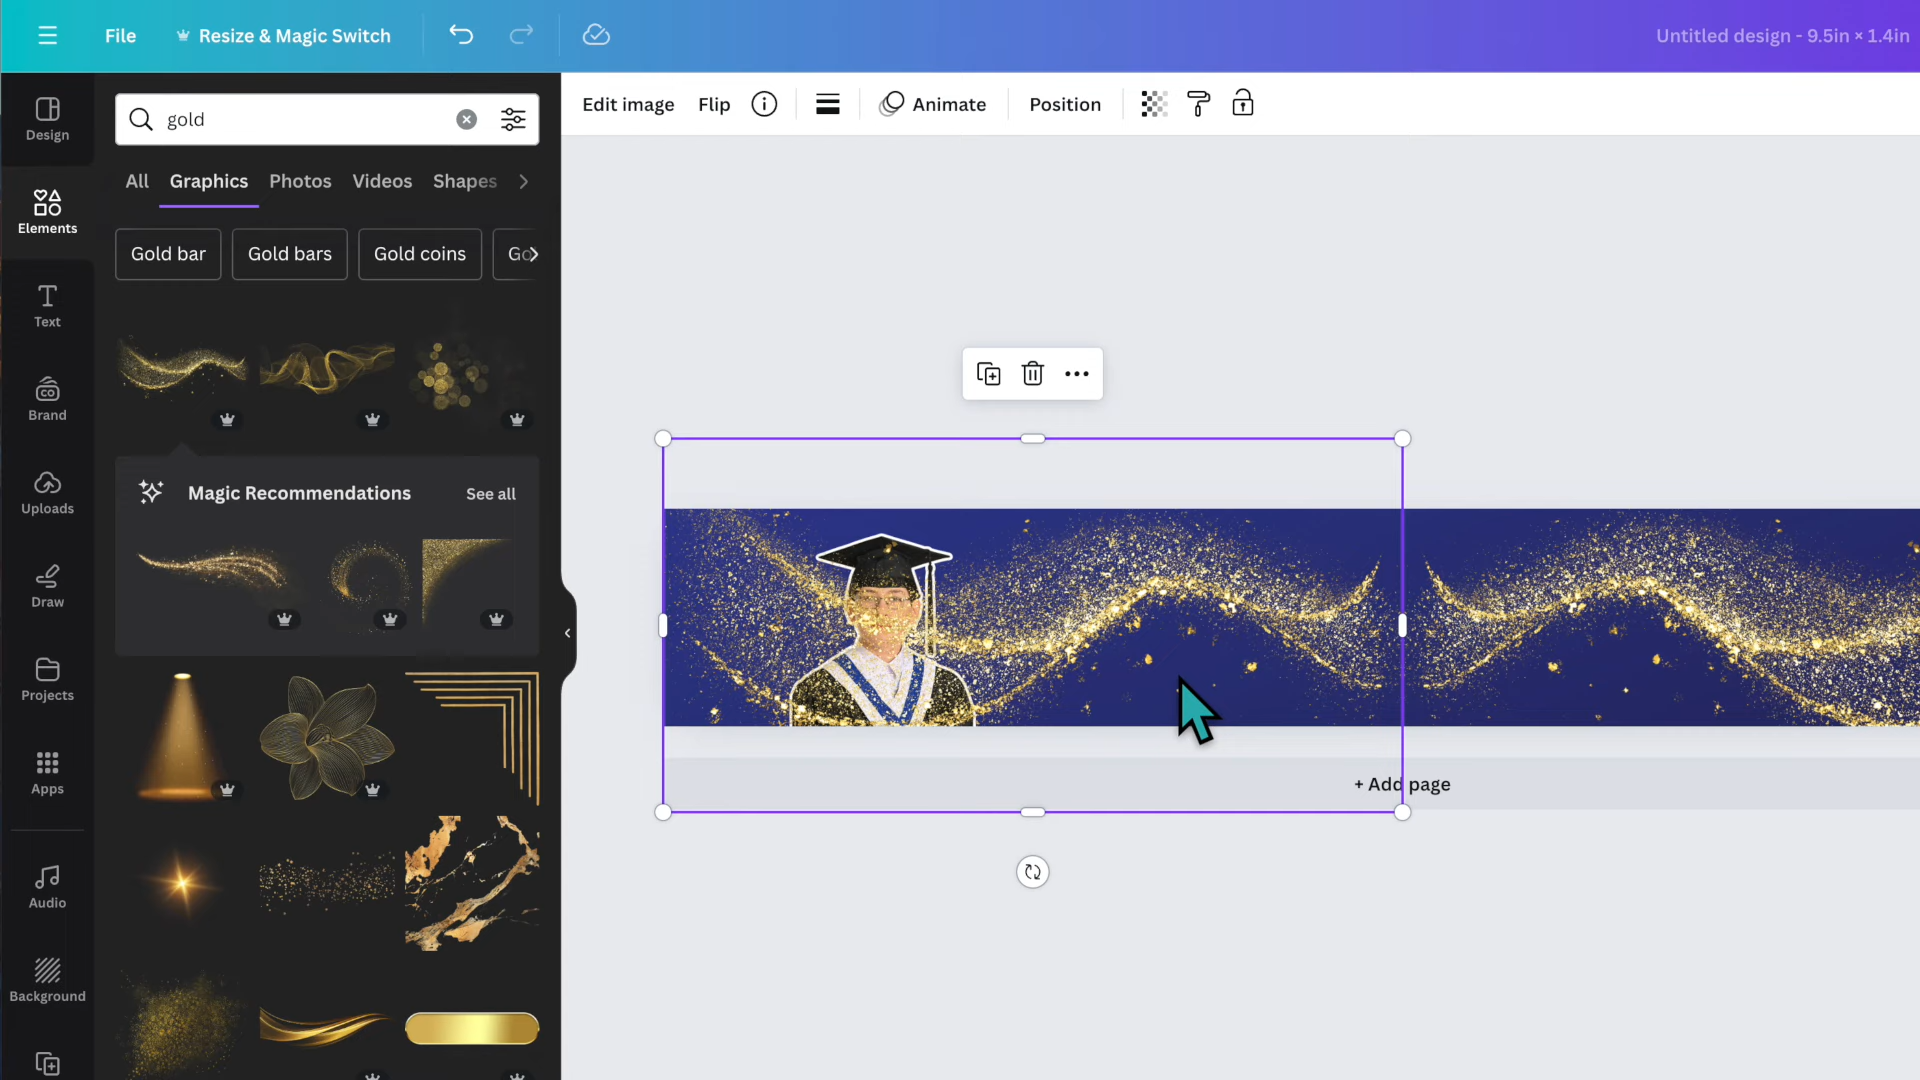 File
Resize & Magic Switch
Untitled design - 9.5in × 1.4in
Design
Elements
Text
Brand
Uploads
Draw
Projects
Apps
Audio
Background
gold
All
Graphics
Photos
Videos
Shapes
Gold bar
Gold bars
Gold coins
Go
Magic Recommendations
See all
Edit image
Flip
Animate
Position
+ Add page